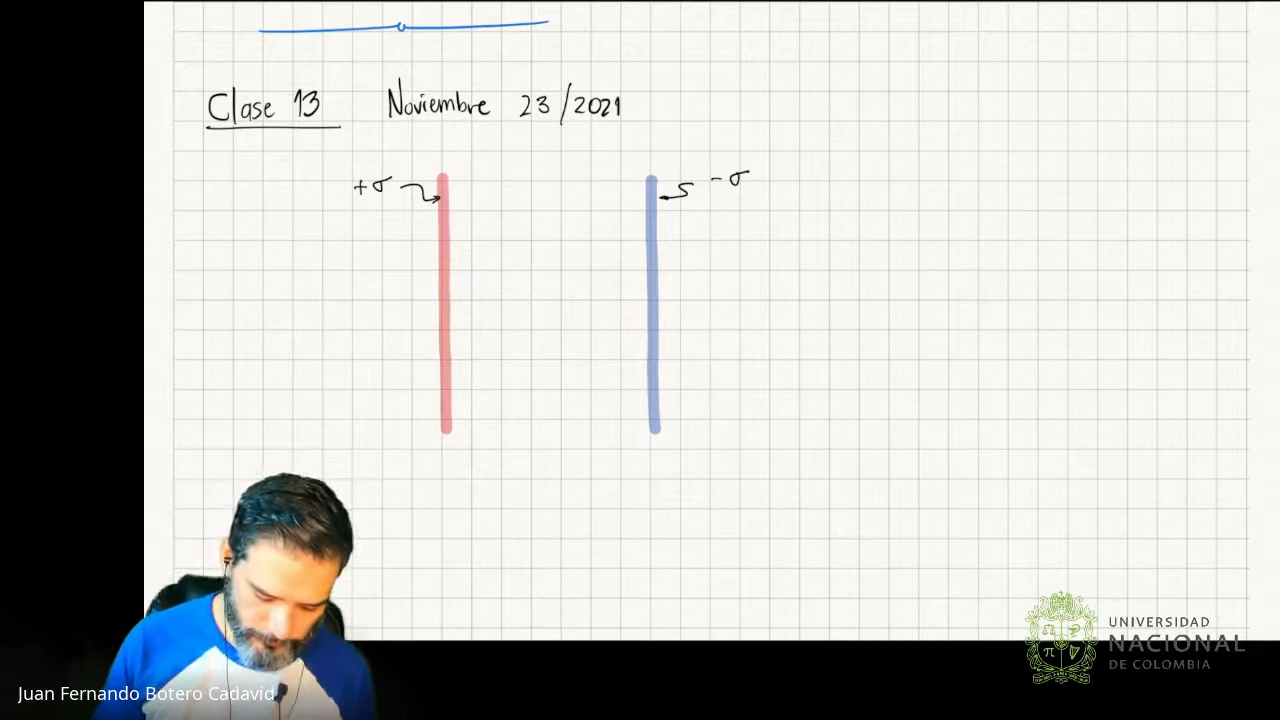 Clase 13 Noviembre 23/2021
+σ -σ
UNIVERSIDAD
NACIONAL
DE COLOMBIA
Juan Fernando Botero Cadavid